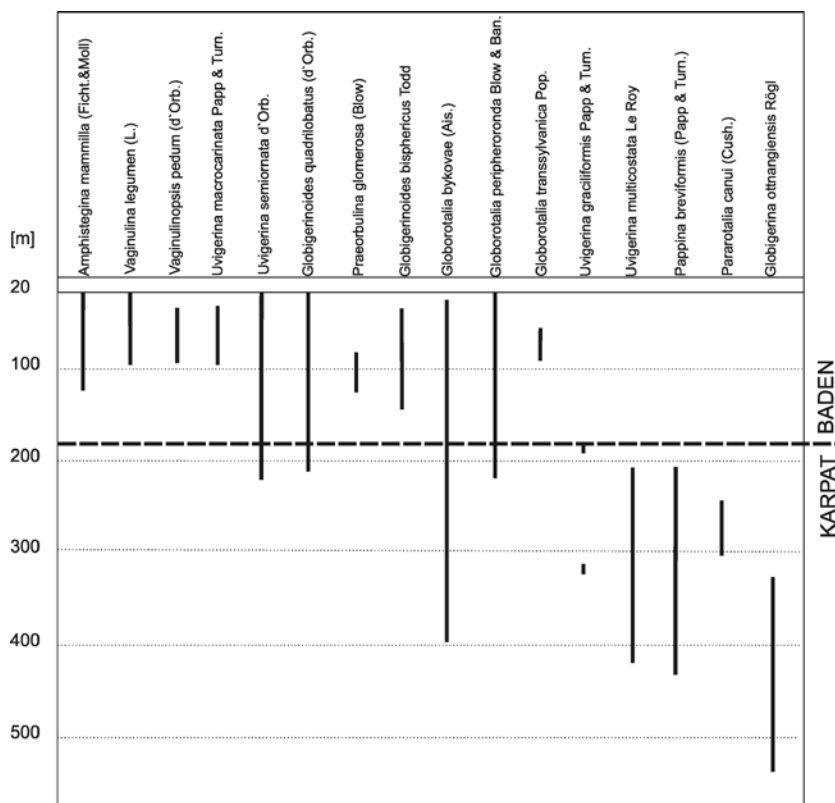 Amphistegina mammilla (Ficht.&Moll)
Vaginulina legumen (L.)
Vaginulinopsis pedum (d`Orb.)
Uvigerina macrocarinata Papp & Turn.
Uvigerina semiornata d`Orb.
Globigerinoides quadrilobatus (d`Orb.)
Praeorbulina glomerosa (Blow)
Globigerinoides bisphericus Todd
Globorotalia bykovae (Ais.)
Globorotalia peripheroronda Blow & Ban.
Globorotalia transsylvanica Pop.
Uvigerina graciliformis Papp & Turn.
Uvigerina multicostata Le Roy
Pappina breviformis (Papp & Turn.)
Pararotalia canui (Cush.)
Globigerina ottnangiensis Rögl
[m]
20
100
200
300
400
500
BADEN
KARPAT